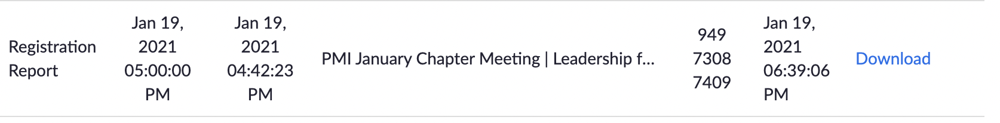 Registration
Report
Jan 19,
2021
05:00:00
PM
Jan 19,
2021
04:42:23
PM
PMI January Chapter Meeting | Leadership f...
949
7308
7409
Jan 19,
2021
06:39:06
PM
Download